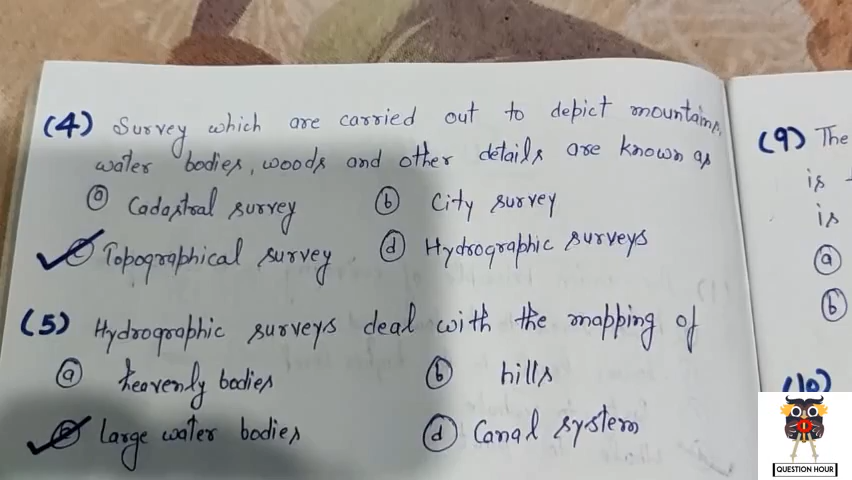 (4) Survey which are carried out to depict mountains,
water bodies, woods and other details are known as
(a) Cadastral survey (b) City survey
(c) Topographical survey (d) Hydrographic surveys
(5) Hydrographic surveys deal with the mapping of
(a) heavenly bodies (b) hills
(c) Large water bodies (d) Canal system
(9) The
is
is
(a)
(b)
(10)
QUESTION HOUR